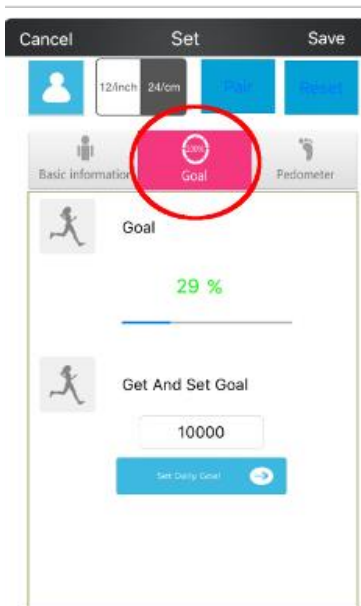 Cancel Set Save
12/inch 24/cm Pair Reset
100%
Basic information Goal Pedometer
Goal
29 %
Get And Set Goal
10000
Set Daily Goal